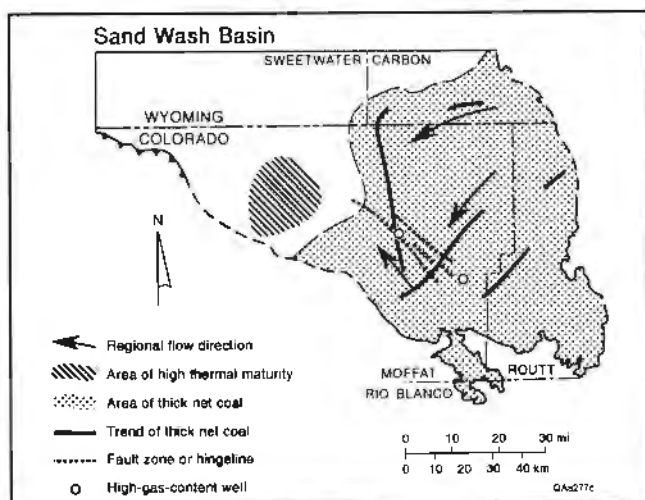 Sand Wash Basin
SWEETWATER CARBON
WYOMING
COLORADO
N
Regional flow direction
Area of high thermal maturity
Area of thick net coal
Trend of thick net coal
Fault zone or hingeline
High-gas-content well
MOFFAT ROUTT
RIO BLANCO
0 10 20 30 mi
0 10 20 30 40 km
QAa277c